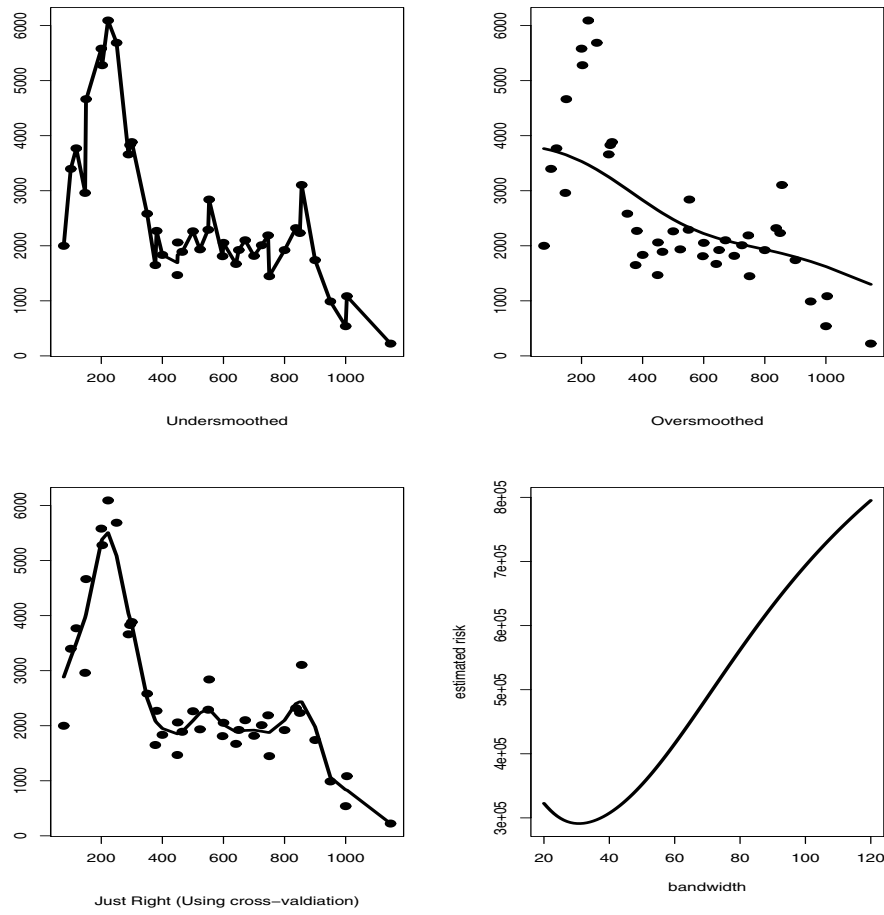 6000
5000
4000
3000
2000
1000
0
200 400 600 800 1000
Undersmoothed
6000
5000
4000
3000
2000
1000
0
200 400 600 800 1000
Oversmoothed
6000
5000
4000
3000
2000
1000
0
200 400 600 800 1000
Just Right (Using cross−valdiation)
estimated risk
8e+05
7e+05
6e+05
5e+05
4e+05
3e+05
20 40 60 80 100 120
bandwidth